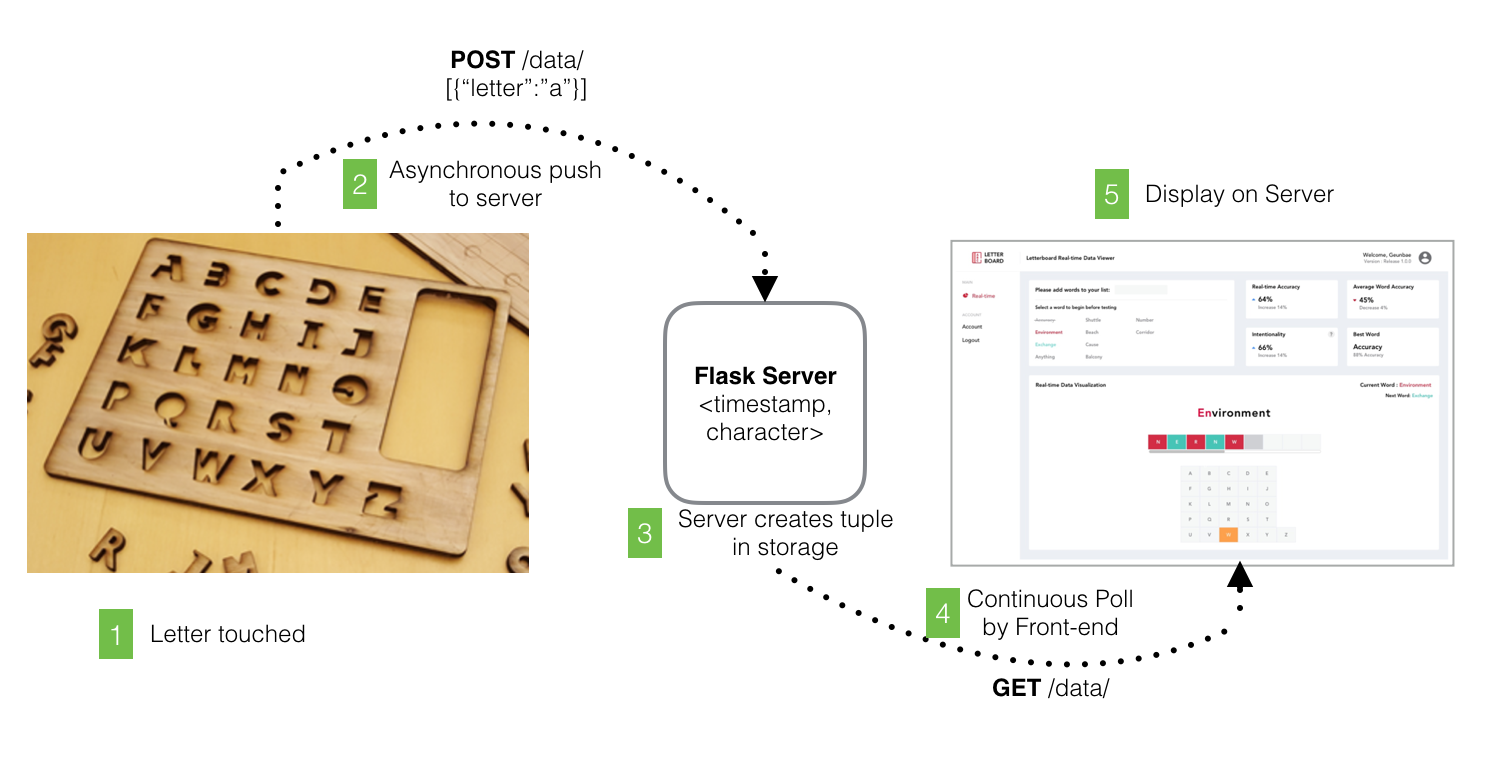 POST /data/
[{“letter”:”a”}]
2
Asynchronous push
to server
A B C D E
F G H I J
K L M N O
P Q R S T
U V W X Y Z
1
Letter touched
Flask Server
<timestamp,
character>
3
Server creates tuple
in storage
4
Continuous Poll
by Front-end
GET /data/
5
Display on Server
LETTER
BOARD
Letterboard Real-time Data Viewer
Welcome, Geunbae
Version : Release 1.0.0
Real-time
ACCOUNT
Account
Logout
Please add words to your list:
Select a word to begin before testing
Accuracy Shuttle Number
Environment Beach Corridor
Exchange Cause
Anything Balcony
Real-time Accuracy
64%
Increase 14%
Average Word Accuracy
45%
Decrease 4%
Intentionality ?
66%
Increase 14%
Best Word
Accuracy
88% Accuracy
Real-time Data Visualization
Current Word : Environment
Next Word: Exchange
Environment
N E R N W
A B C D E
F G H I J
K L M N O
P Q R S T
U V W X Y Z